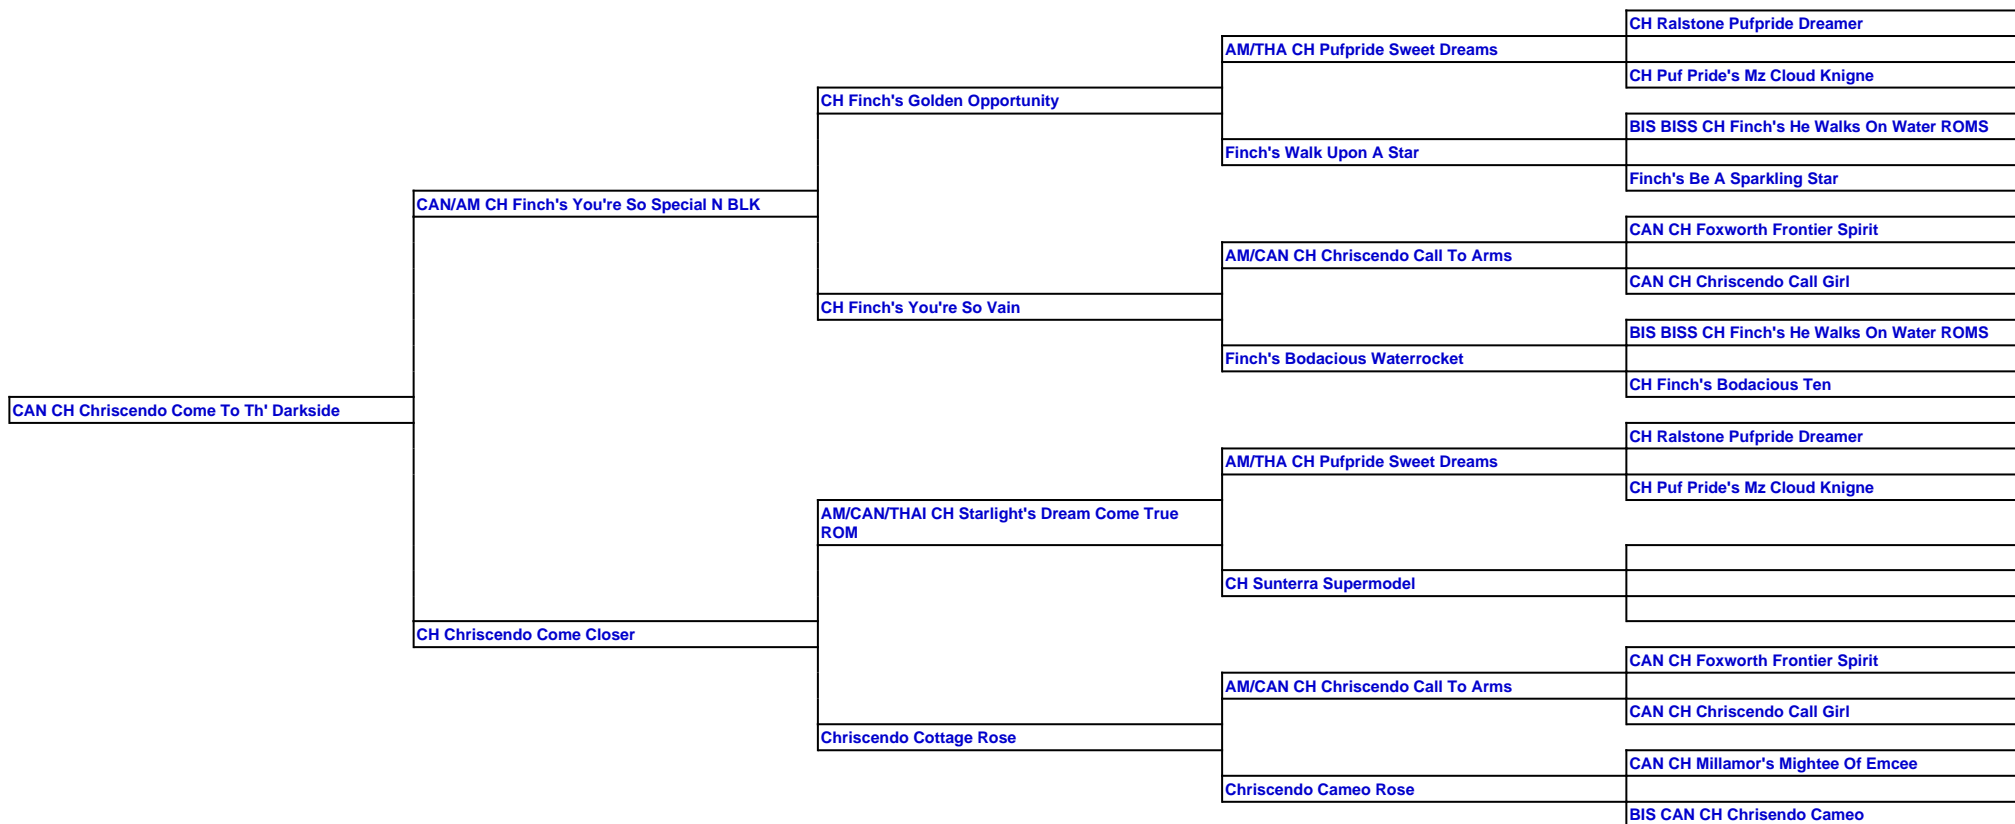 CH Ralstone Pufpride Dreamer
AM/THA CH Pufpride Sweet Dreams
CH Puf Pride's Mz Cloud Knigne
CH Finch's Golden Opportunity
BIS BISS CH Finch's He Walks On Water ROMS
Finch's Walk Upon A Star
Finch's Be A Sparkling Star
CAN/AM CH Finch's You're So Special N BLK
CAN CH Foxworth Frontier Spirit
AM/CAN CH Chriscendo Call To Arms
CAN CH Chriscendo Call Girl
CH Finch's You're So Vain
BIS BISS CH Finch's He Walks On Water ROMS
Finch's Bodacious Waterrocket
CH Finch's Bodacious Ten
CAN CH Chriscendo Come To Th' Darkside
CH Ralstone Pufpride Dreamer
AM/THA CH Pufpride Sweet Dreams
CH Puf Pride's Mz Cloud Knigne
AM/CAN/THAI CH Starlight's Dream Come True
ROM
CH Sunterra Supermodel
CH Chriscendo Come Closer
CAN CH Foxworth Frontier Spirit
AM/CAN CH Chriscendo Call To Arms
CAN CH Chriscendo Call Girl
Chriscendo Cottage Rose
CAN CH Millamor's Mightee Of Emcee
Chriscendo Cameo Rose
BIS CAN CH Chrisendo Cameo